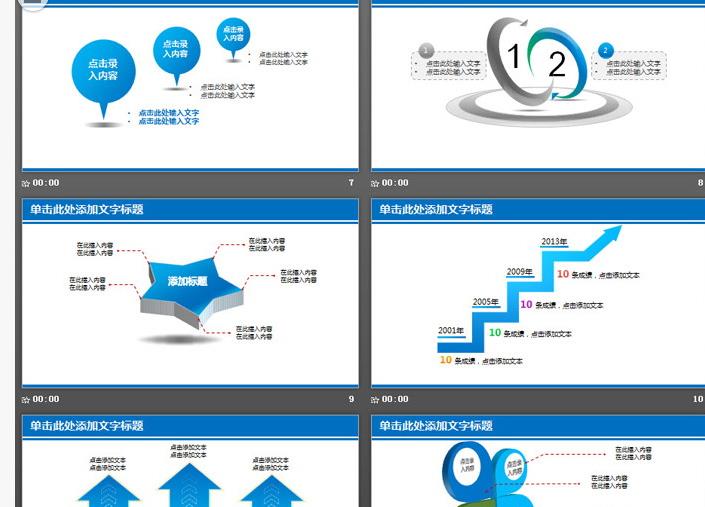 点击录
入内容
点击录
入内容
点击录
入内容
点击此处输入文字
点击此处输入文字
点击此处输入文字
点击此处输入文字
点击此处输入文字
点击此处输入文字
00:00
7
1
点击此处输入文字
点击此处输入文字
1
2
2
点击此处输入文字
点击此处输入文字
00:00
8
单击此处添加文字标题
在此插入内容
在此插入内容
在此插入内容
在此插入内容
在此插入内容
在此插入内容
在此插入内容
在此插入内容
添加标题
在此插入内容
在此插入内容
00:00
9
单击此处添加文字标题
2013年
10 条成绩，点击添加文本
2009年
10 条成绩，点击添加文本
2005年
10 条成绩，点击添加文本
2001年
10 条成绩，点击添加文本
00:00
10
单击此处添加文字标题
点击添加文本
点击添加文本
点击添加文本
点击添加文本
点击添加文本
点击添加文本
单击此处添加文字标题
点击录
入内容
点击录
入内容
在此插入内容
在此插入内容
在此插入内容
在此插入内容